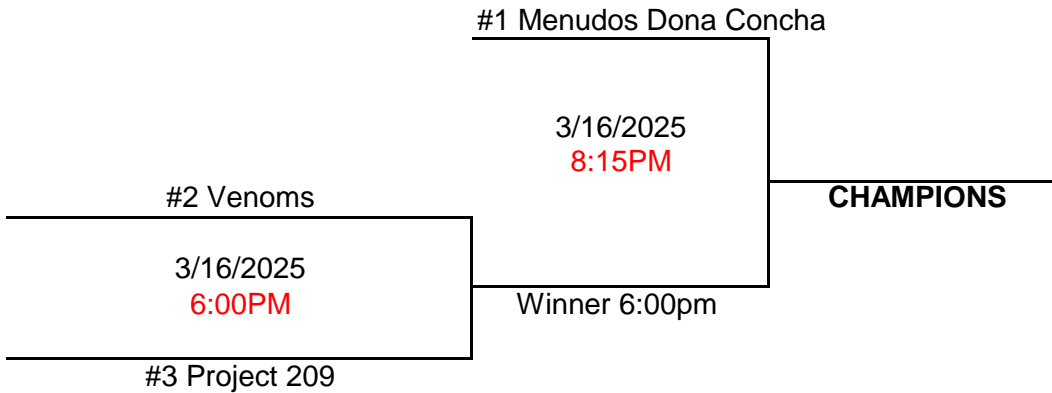 #1 Menudos Dona Concha
3/16/2025
8:15PM
#2 Venoms
CHAMPIONS
3/16/2025
6:00PM
Winner 6:00pm
#3 Project 209